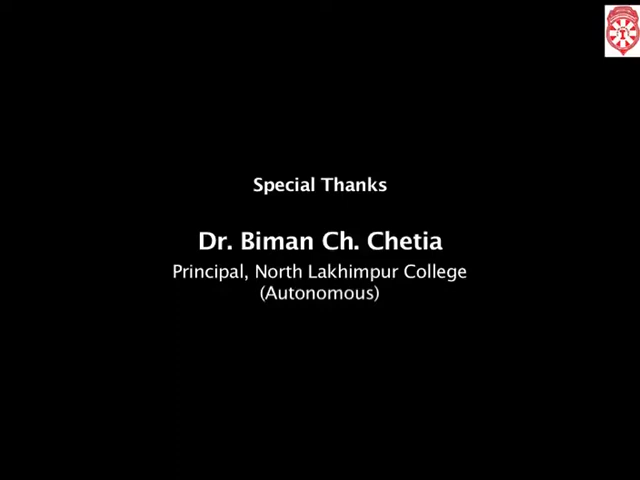 Special Thanks
Dr. Biman Ch. Chetia
Principal, North Lakhimpur College
(Autonomous)